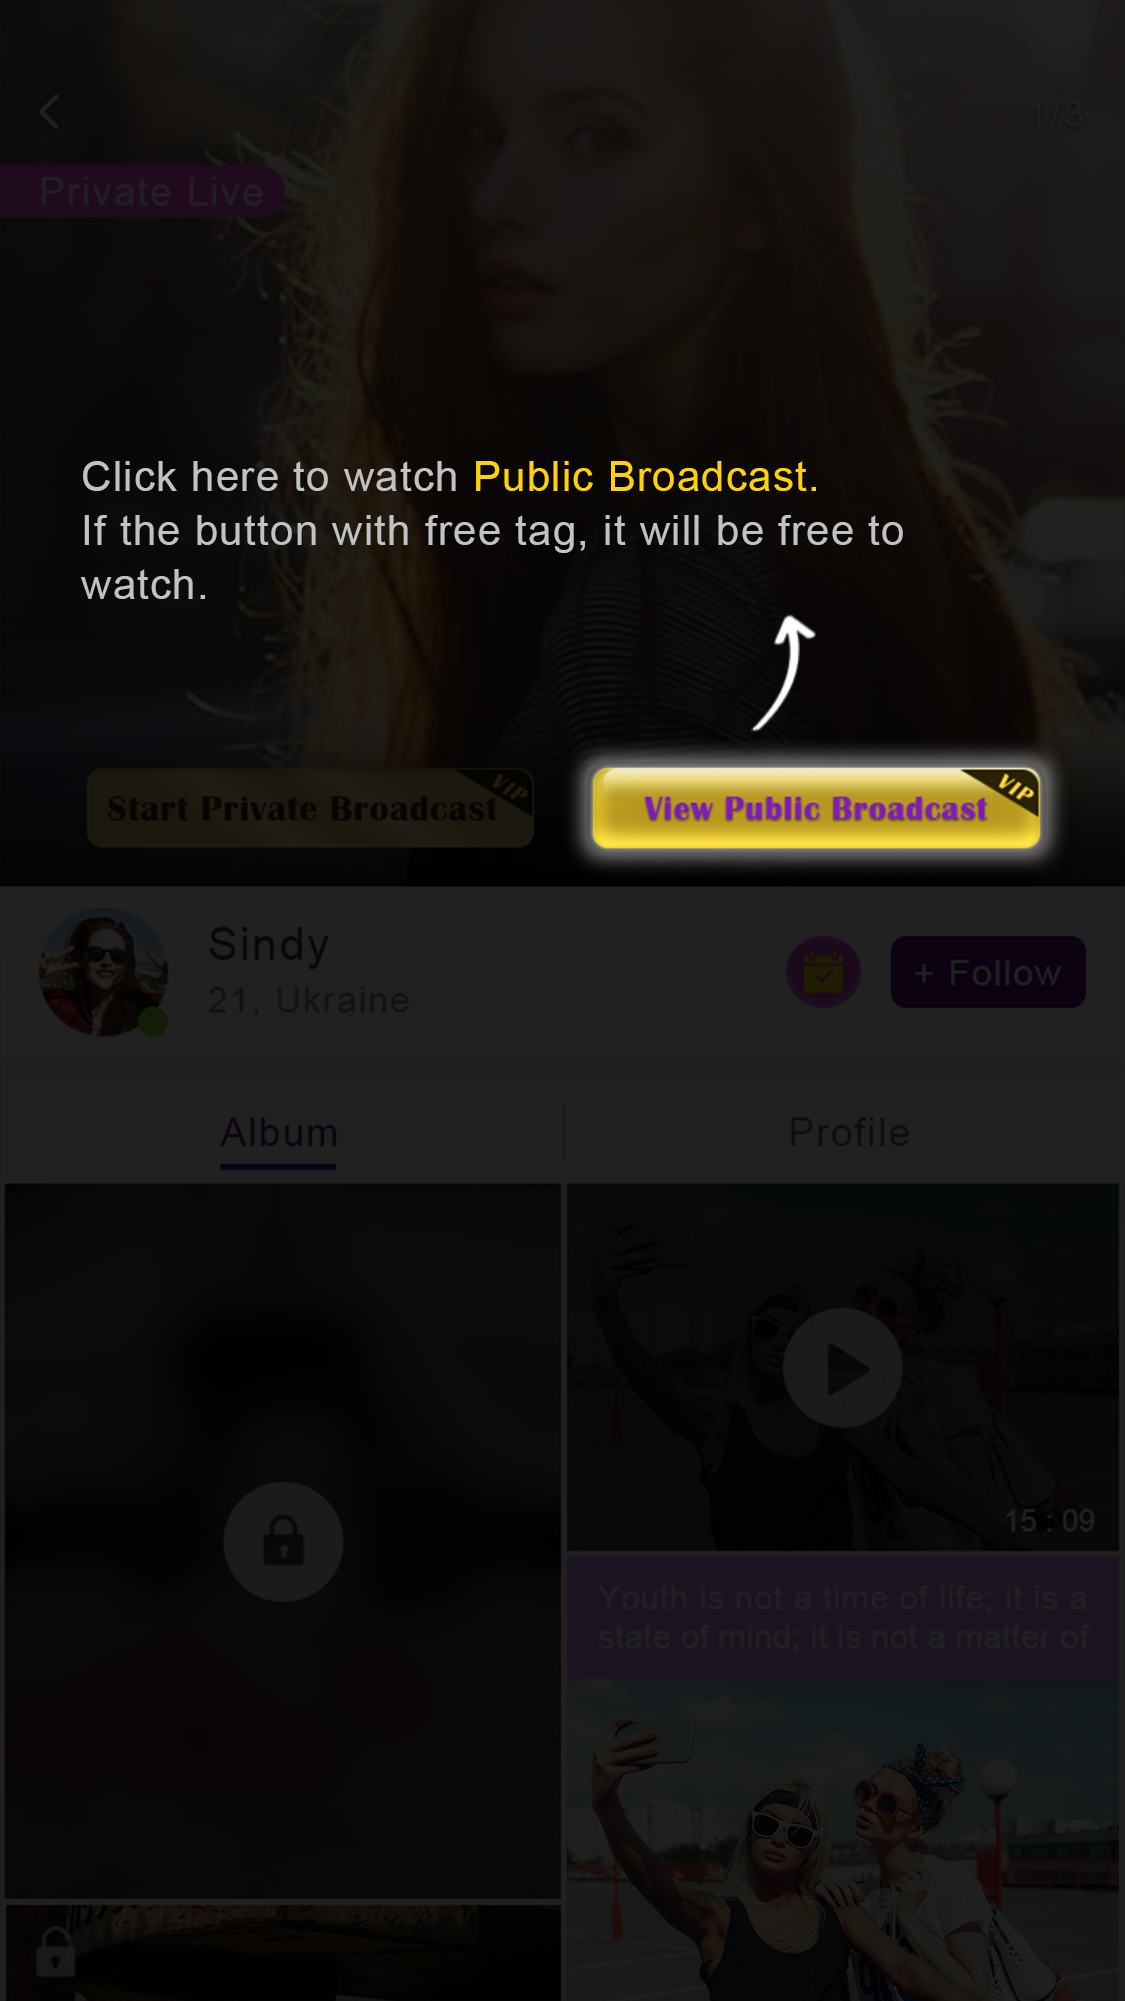 1/3
Private Live
Click here to watch Public Broadcast.
If the button with free tag, it will be free to
watch.
Start Private Broadcast
VIP
View Public Broadcast
VIP
Sindy
21, Ukraine
+ Follow
Album
Profile
15 : 09
Youth is not a time of life; it is a
state of mind; it is not a matter of